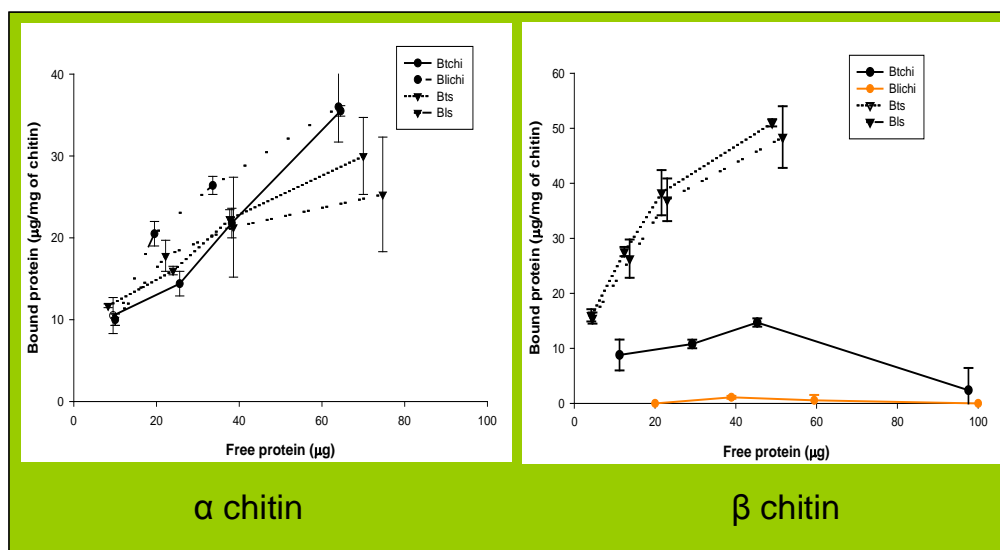 40
30
20
10
0
0 20 40 60 80 100
Bound protein (μg/mg of chitin)
Free protein (μg)
Btchi
Blichi
Bts
Bls
α chitin
60
50
40
30
20
10
0
0 20 40 60 80 100
Bound protein (μg/mg of chitin)
Free protein (μg)
Btchi
Blichi
Bts
Bls
β chitin